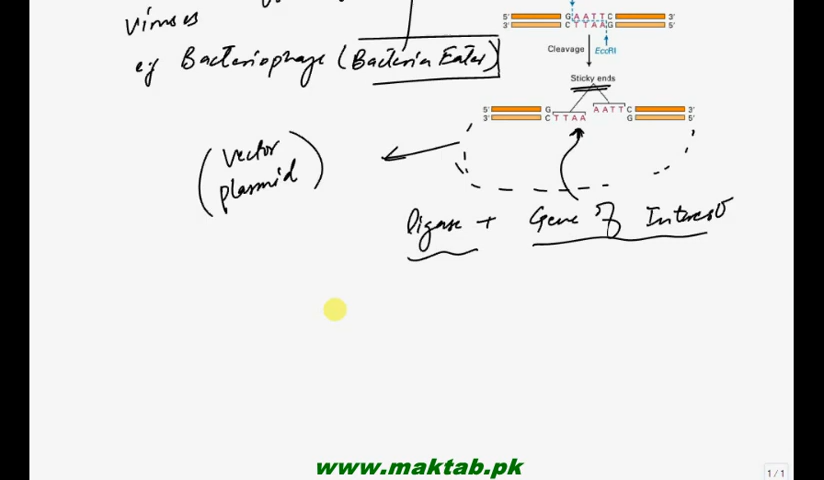 viruses
eg Bacteriophage (Bacteria Eater)
5' G A A T T C 3'
3' C T T A A G 5'
Cleavage EcoRI
Sticky ends
5' G A A T T C 3'
3' C T T A A G 5'
(vector
plasmid)
ligase + Gene of Interest
www.maktab.pk
1/1